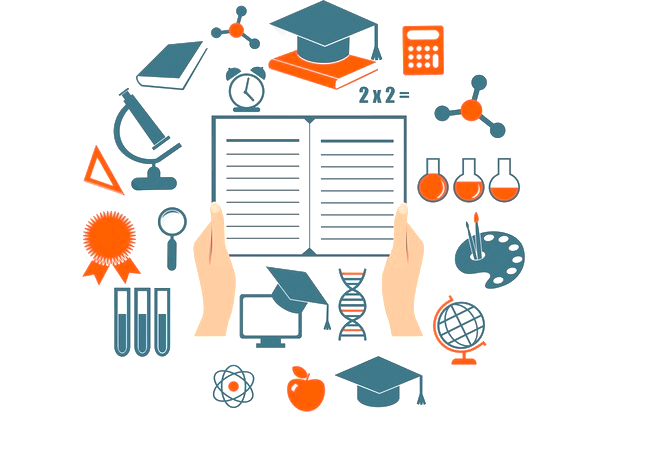 2 x 2 =